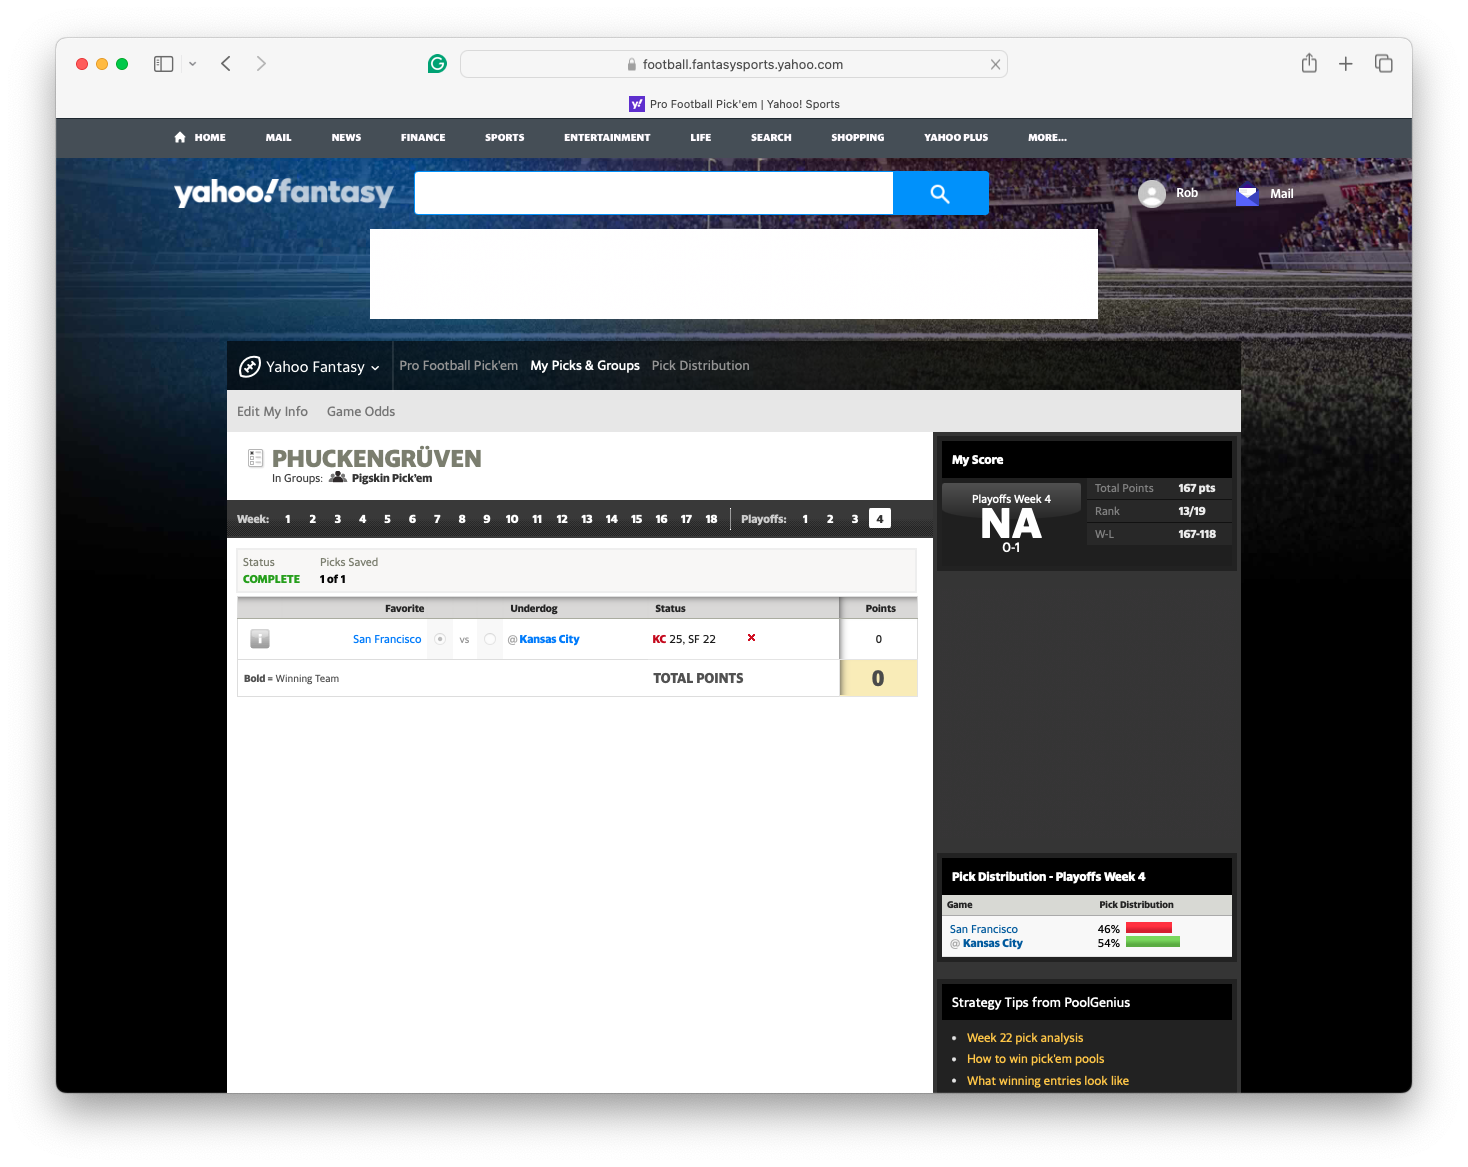 football.fantasysports.yahoo.com
y! Pro Football Pick'em | Yahoo! Sports
HOME MAIL NEWS FINANCE SPORTS ENTERTAINMENT LIFE SEARCH SHOPPING YAHOO PLUS MORE...
yahoo!fantasy Rob Mail
Yahoo Fantasy Pro Football Pick'em My Picks & Groups Pick Distribution
Edit My Info Game Odds
PHUCKENGRÜVEN
In Groups: Pigskin Pick'em
Week: 1 2 3 4 5 6 7 8 9 10 11 12 13 14 15 16 17 18 Playoffs: 1 2 3 4
Status Picks Saved
COMPLETE 1 of 1
Favorite Underdog Status Points
San Francisco vs @ Kansas City KC 25, SF 22 0
Bold = Winning Team TOTAL POINTS 0
My Score
Playoffs Week 4
NA
0-1
Total Points 167 pts
Rank 13/19
W-L 167-118
Pick Distribution - Playoffs Week 4
Game Pick Distribution
San Francisco 46%
@ Kansas City 54%
Strategy Tips from PoolGenius
• Week 22 pick analysis
• How to win pick'em pools
• What winning entries look like